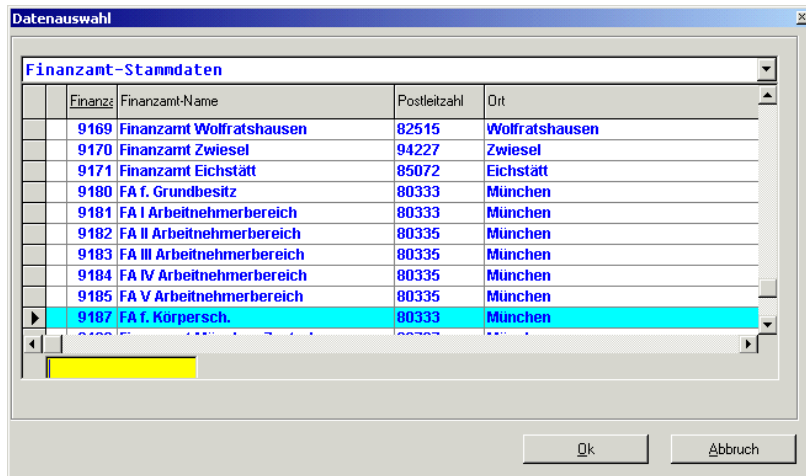 Datenauswahl
Finanzamt-Stammdaten
Finanza Finanzamt-Name Postleitzahl Ort
9169 Finanzamt Wolfratshausen 82515 Wolfratshausen
9170 Finanzamt Zwiesel 94227 Zwiesel
9171 Finanzamt Eichstätt 85072 Eichstätt
9180 FA f. Grundbesitz 80333 München
9181 FA I Arbeitnehmerbereich 80333 München
9182 FA II Arbeitnehmerbereich 80335 München
9183 FA III Arbeitnehmerbereich 80335 München
9184 FA IV Arbeitnehmerbereich 80335 München
9185 FA V Arbeitnehmerbereich 80335 München
9187 FA f. Körpersch. 80333 München
Ok Abbruch